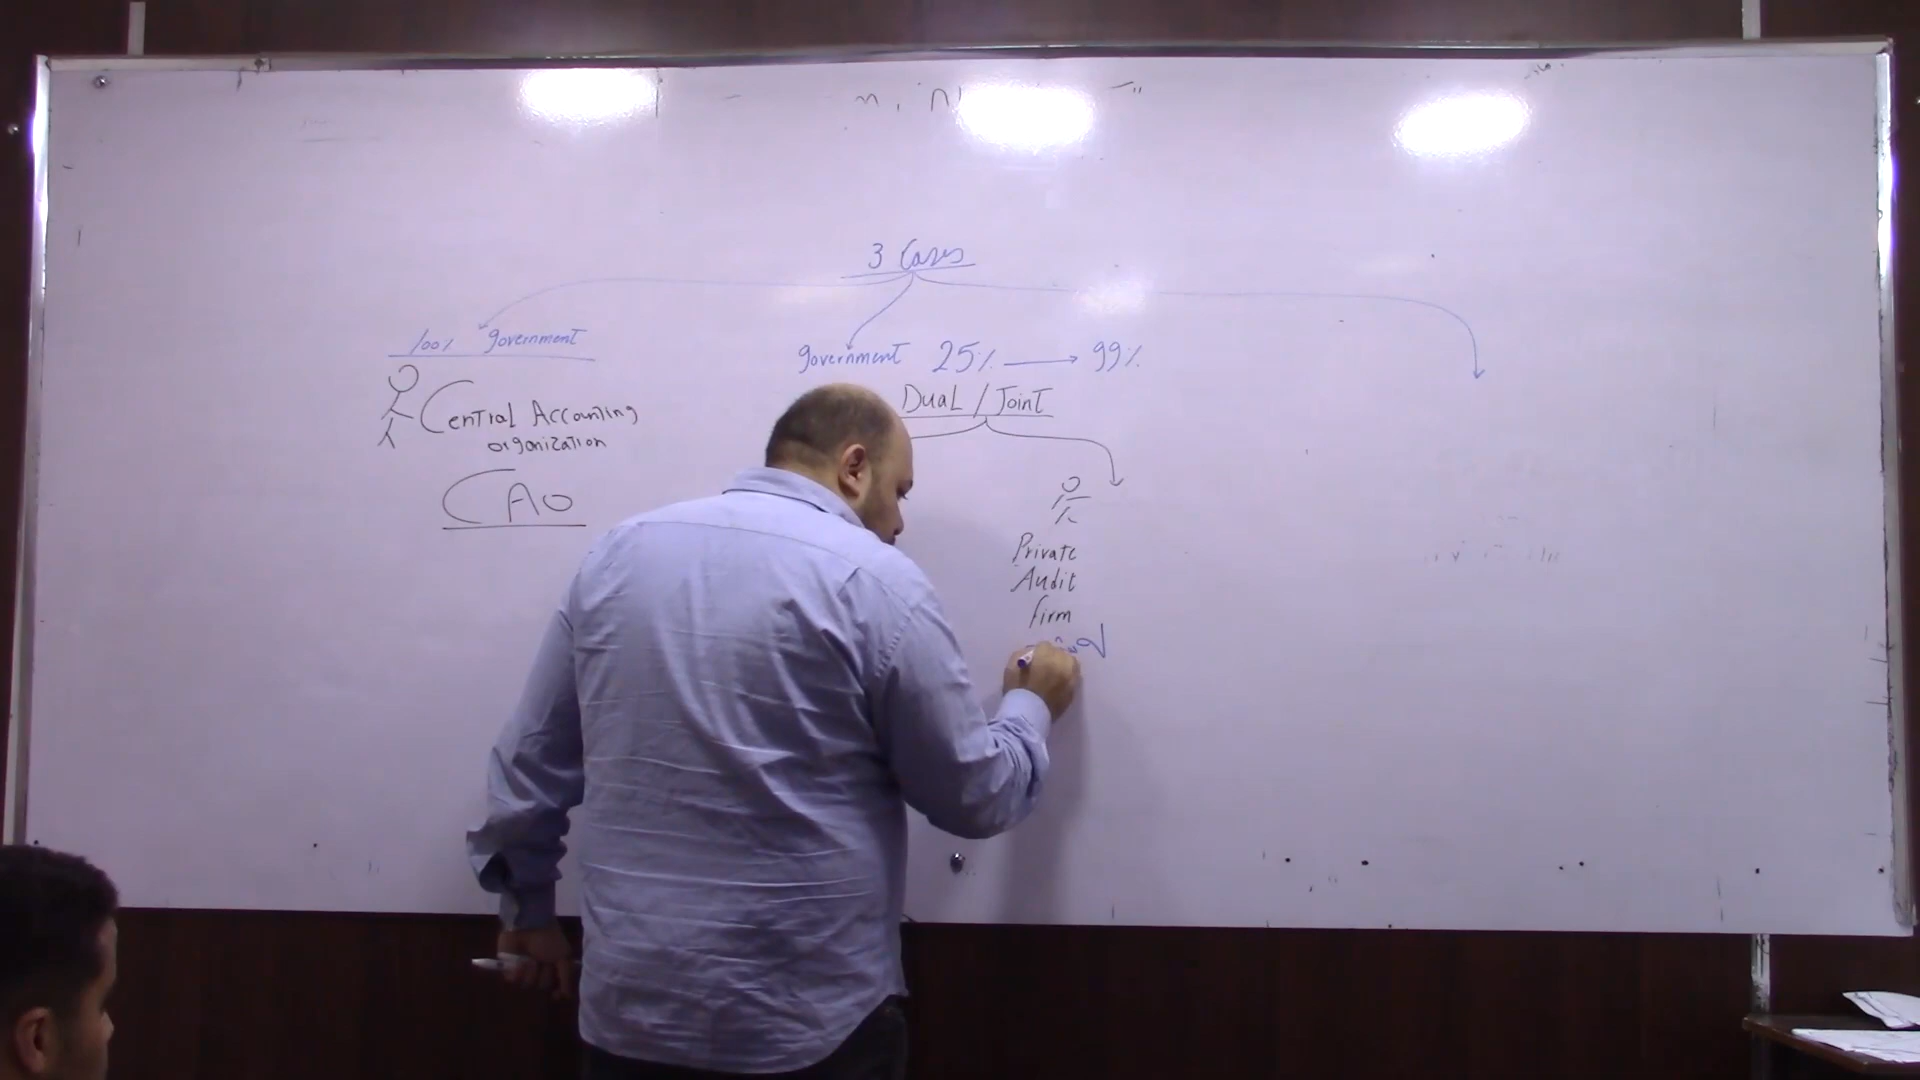 3 Cases
100% government
Central Accounting
organization
CAO
government 25% → 99%
Dual / Joint
Private
Audit
firm